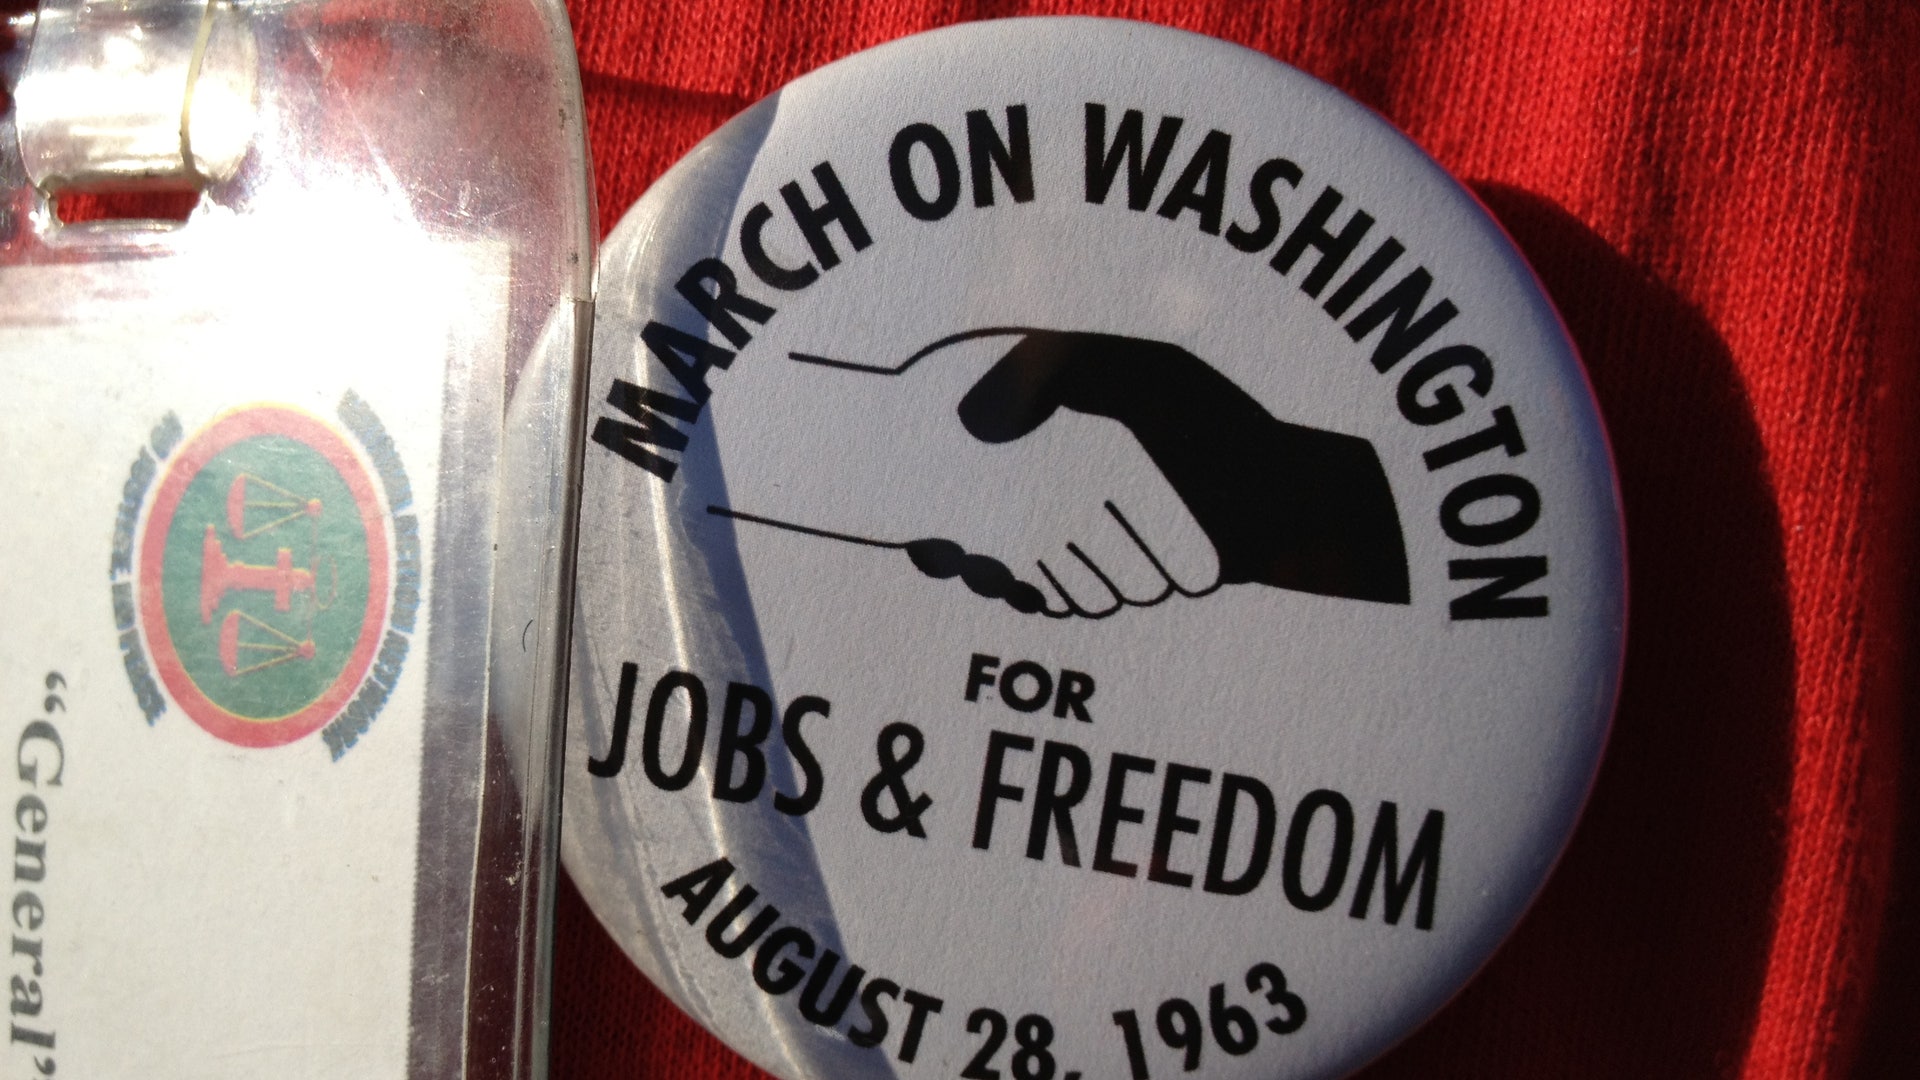 MARCH ON WASHINGTON
FOR
JOBS & FREEDOM
AUGUST 28, 1963
“General”